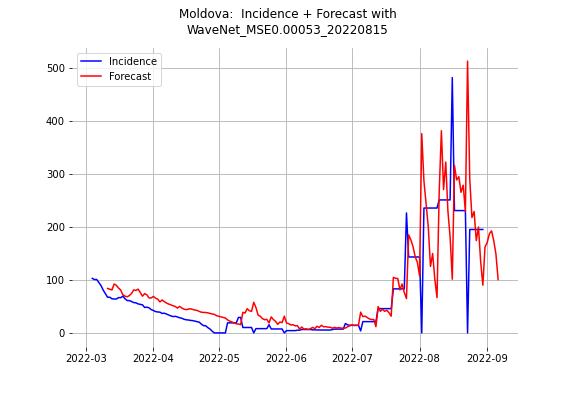 Moldova:  Incidence + Forecast with
WaveNet_MSE0.00053_20220815
Incidence
Forecast
500
400
300
200
100
0
2022-03 2022-04 2022-05 2022-06 2022-07 2022-08 2022-09